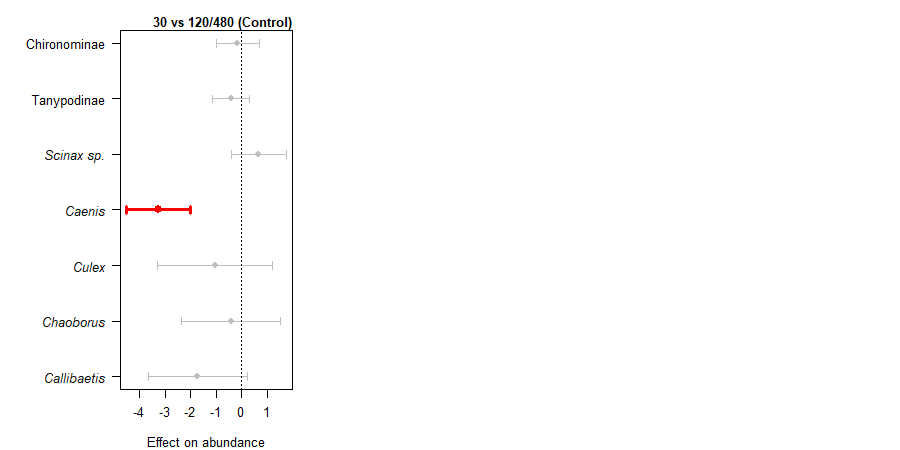 30 vs 120/480 (Control)
Chironominae
Tanypodinae
Scinax sp.
Caenis
Culex
Chaoborus
Callibaetis
-4 -3 -2 -1 0 1
Effect on abundance